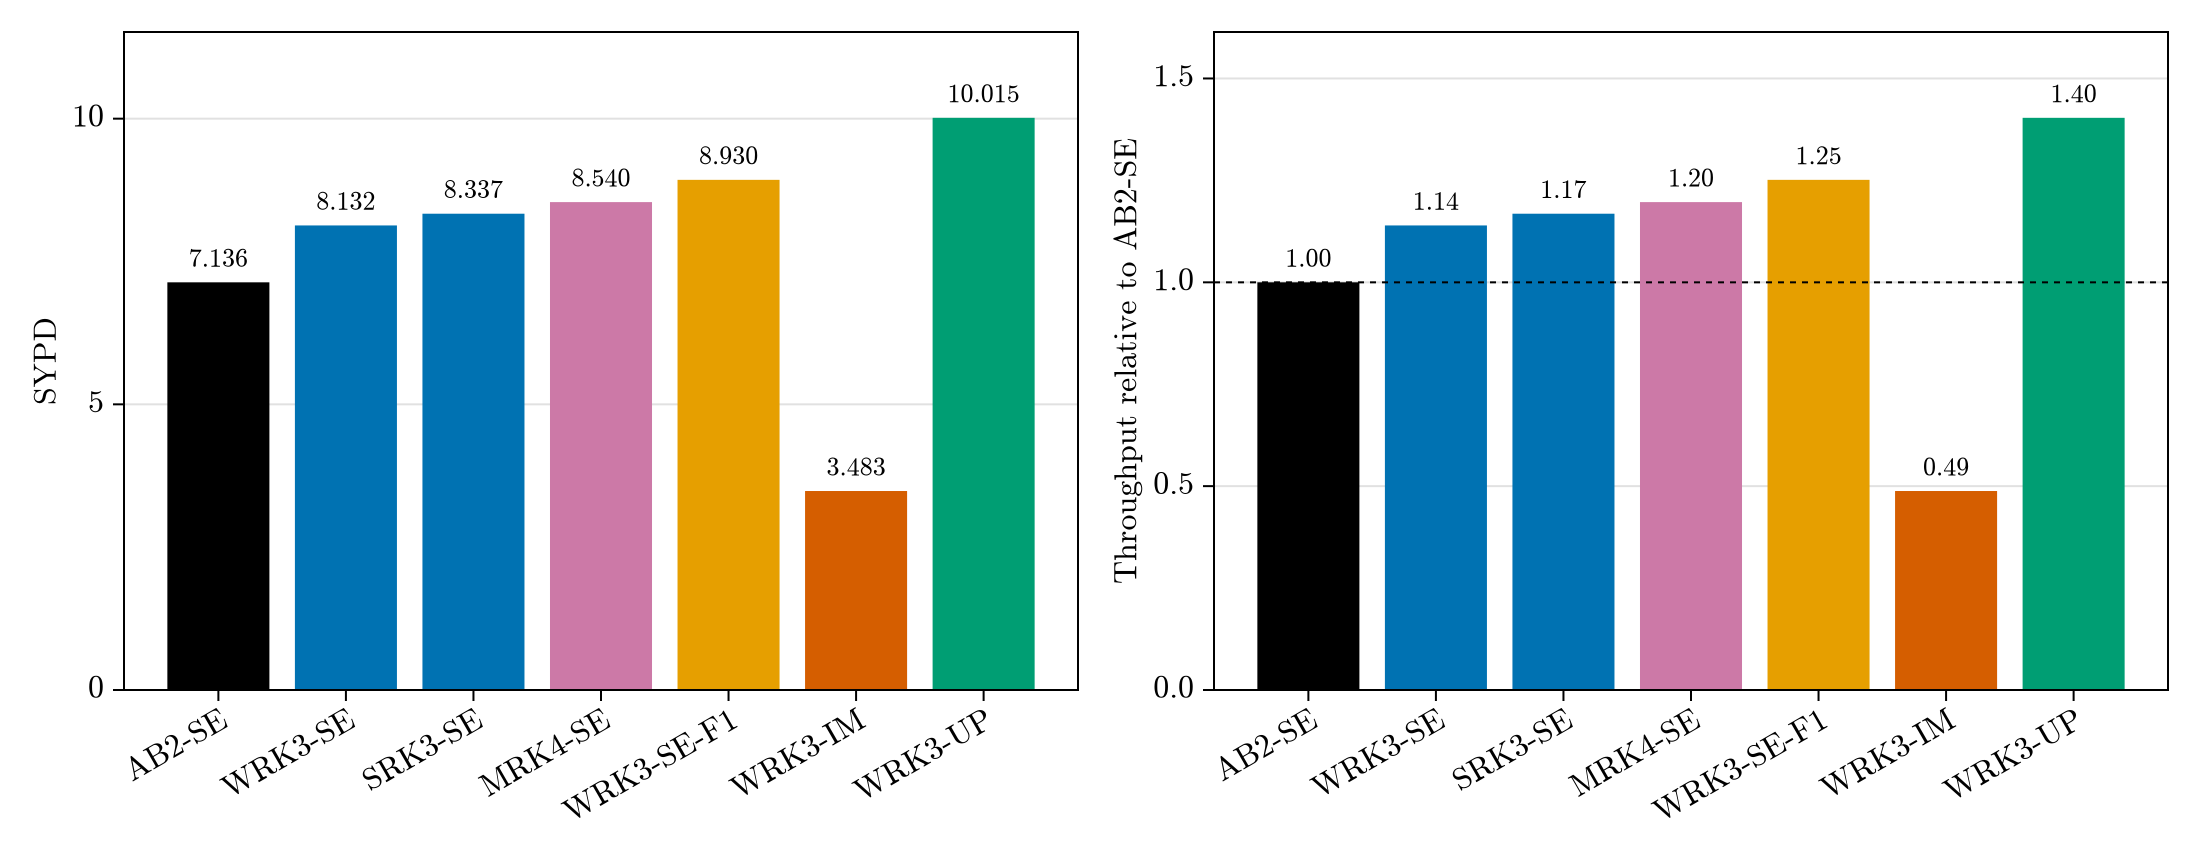 SYPD
10
5
0
7.136
8.132
8.337
8.540
8.930
3.483
10.015
AB2-SE
WRK3-SE
SRK3-SE
MRK4-SE
WRK3-SE-F1
WRK3-IM
WRK3-UP
Throughput relative to AB2-SE
1.5
1.0
0.5
0.0
1.00
1.14
1.17
1.20
1.25
0.49
1.40
AB2-SE
WRK3-SE
SRK3-SE
MRK4-SE
WRK3-SE-F1
WRK3-IM
WRK3-UP